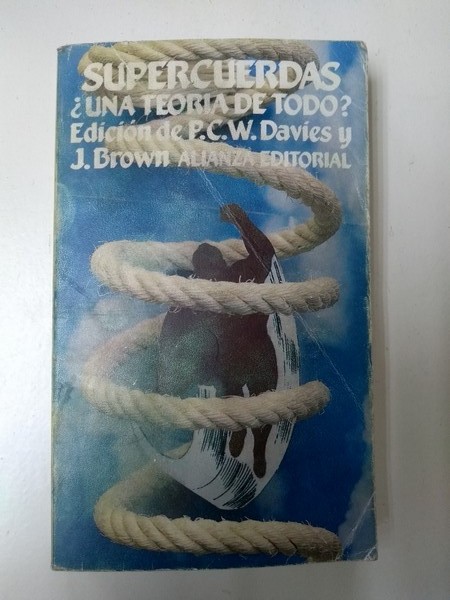 SUPERCUERDAS
¿UNA TEORIA DE TODO?
Edición de P.C.W. Davies y
J. Brown ALIANZA EDITORIAL